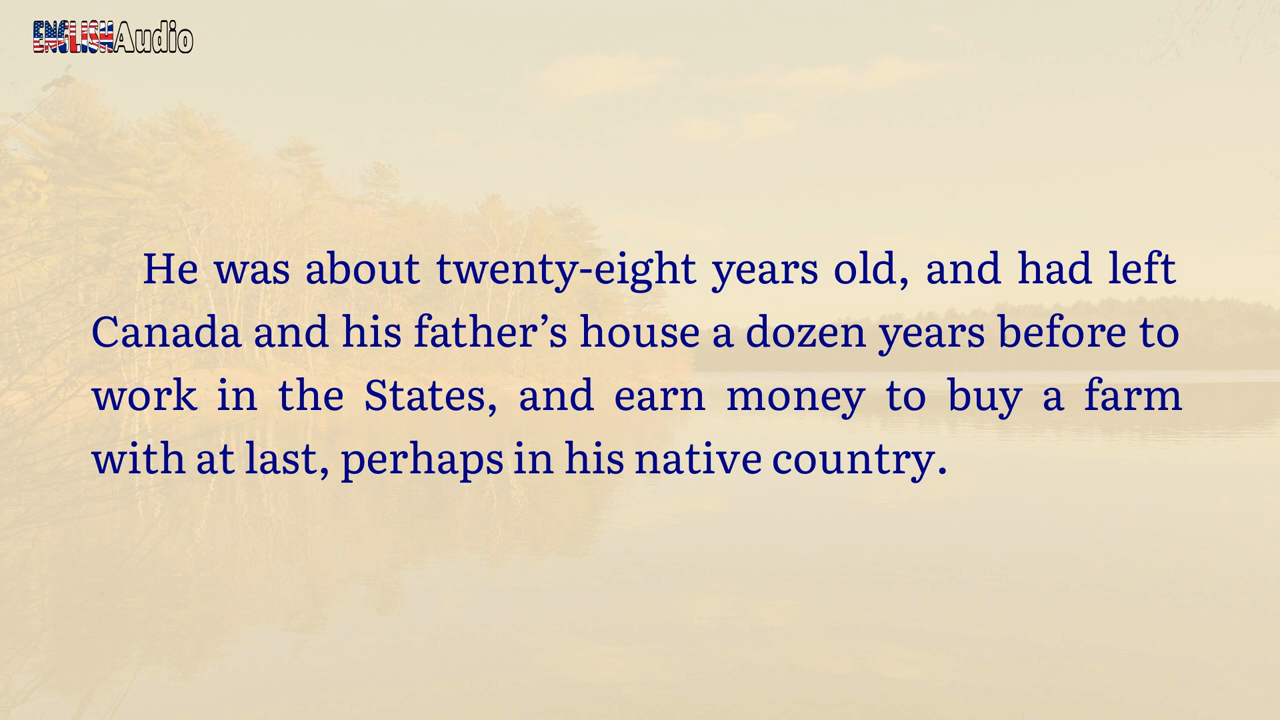 ENGLISHAudio
He was about twenty-eight years old, and had left
Canada and his father’s house a dozen years before to
work in the States, and earn money to buy a farm
with at last, perhaps in his native country.